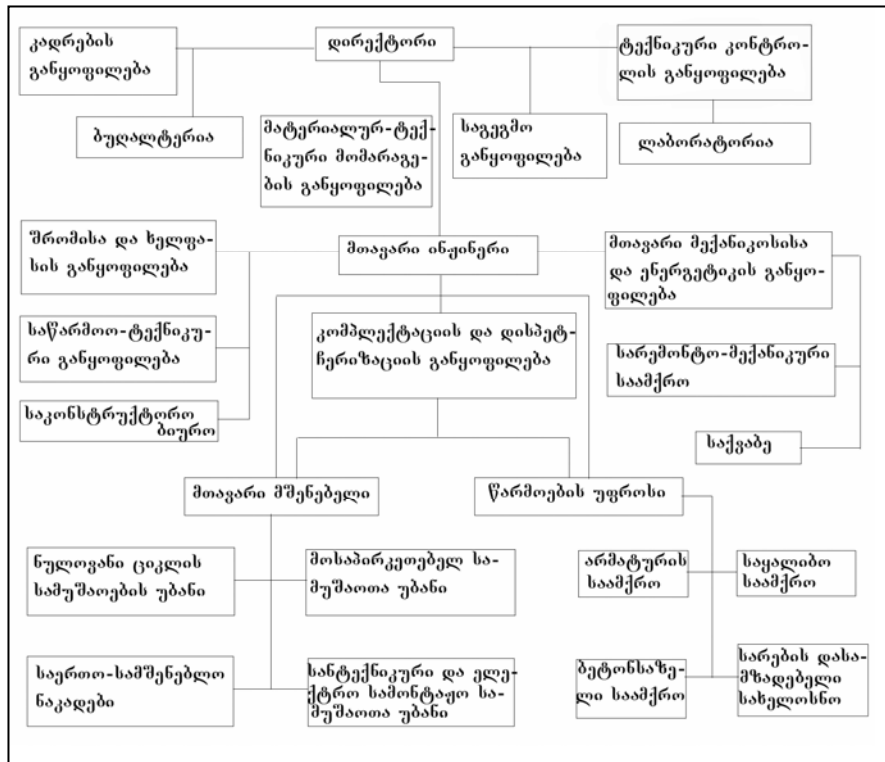 კადრების
განყოფილება
დირექტორი
ტექნიკური კონტრო-
ლის განყოფილება
ბუღალტერია
მატერიალურ-ტექ-
ნიკური მომარაგე-
ბის განყოფილება
საგეგმო
განყოფილება
ლაბორატორია
შრომისა და ხელფა-
სის განყოფილება
მთავარი ინჟინერი
მთავარი მექანიკოსისა
და ენერგეტიკის განყო-
ფილება
საწარმოო-ტექნიკუ-
რი განყოფილება
კომპლექტაციის და დისპეტ-
ჩერიზაციის განყოფილება
სარემონტო-მექანიკური
საამქრო
საკონსტრუქტორო
ბიურო
საქვაბე
მთავარი მშენებელი
წარმოების უფროსი
ნულოვანი ციკლის
სამუშაოების უბანი
მოსაპირკეთებელ სა-
მუშაოთა უბანი
არმატურის
საამქრო
საყალიბო
საამქრო
საერთო-სამშენებლო
ნაკადები
სანტექნიკური და ელე-
ქტრო სამონტაჟო სა-
მუშაოთა უბანი
ბეტონსაზე-
ლი საამქრო
სარების დასა-
მზადებელი
სახელოსნო